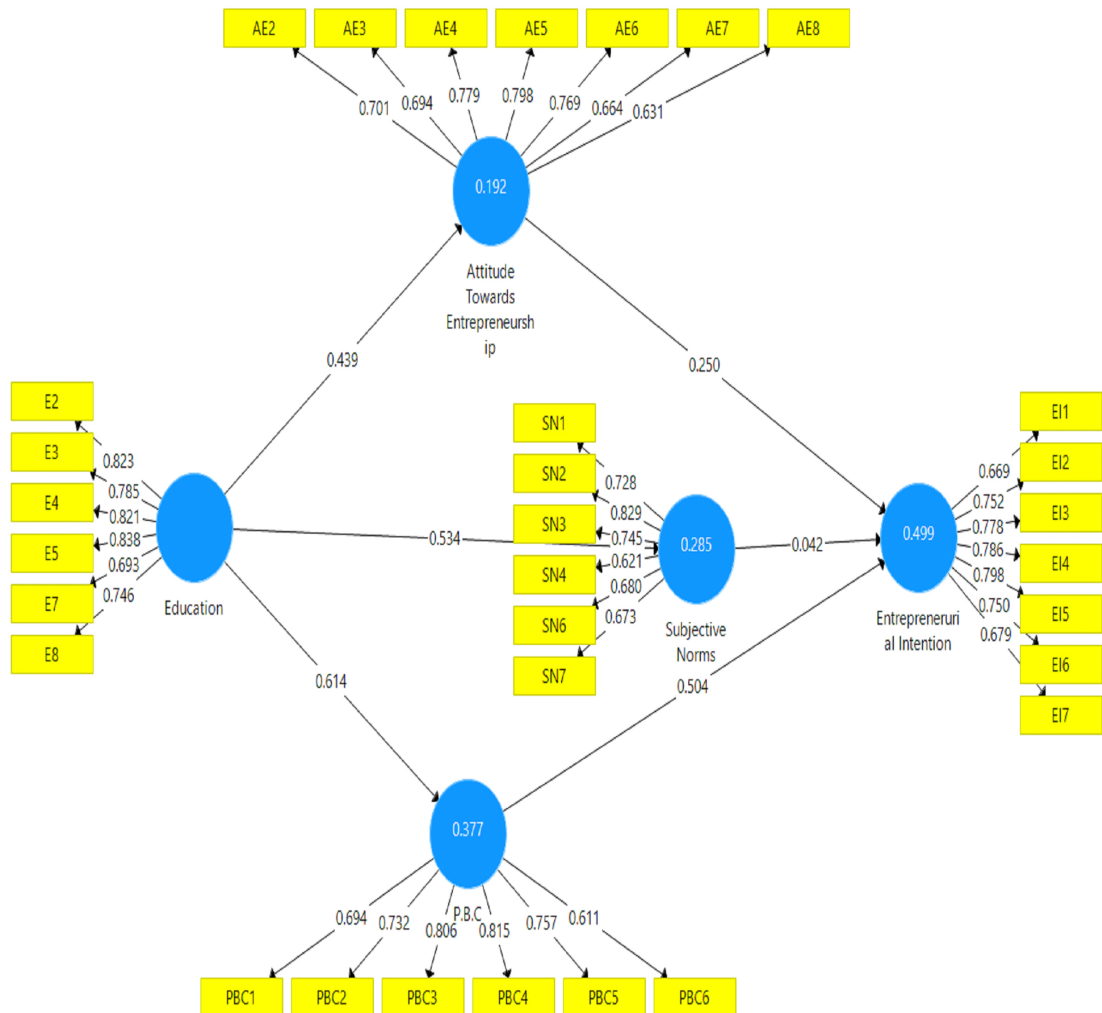 AE2 AE3 AE4 AE5 AE6 AE7 AE8
0.701 0.694 0.779 0.798 0.769 0.664 0.631
0.192
Attitude
Towards
Entrepreneursh
ip
0.439
0.250
E2
E3
E4
E5
E7
E8
0.823
0.785
0.821
0.838
0.693
0.746
Education
0.534
SN1
SN2
SN3
SN4
SN6
SN7
0.728
0.829
0.745
0.621
0.680
0.673
0.285
Subjective
Norms
0.042
0.499
Entrepreneuri
al Intention
0.669
0.752
0.778
0.786
0.798
0.750
0.679
EI1
EI2
EI3
EI4
EI5
EI6
EI7
0.614
0.504
0.377
P.B.C
0.694 0.732 0.806 0.815 0.757 0.611
PBC1 PBC2 PBC3 PBC4 PBC5 PBC6